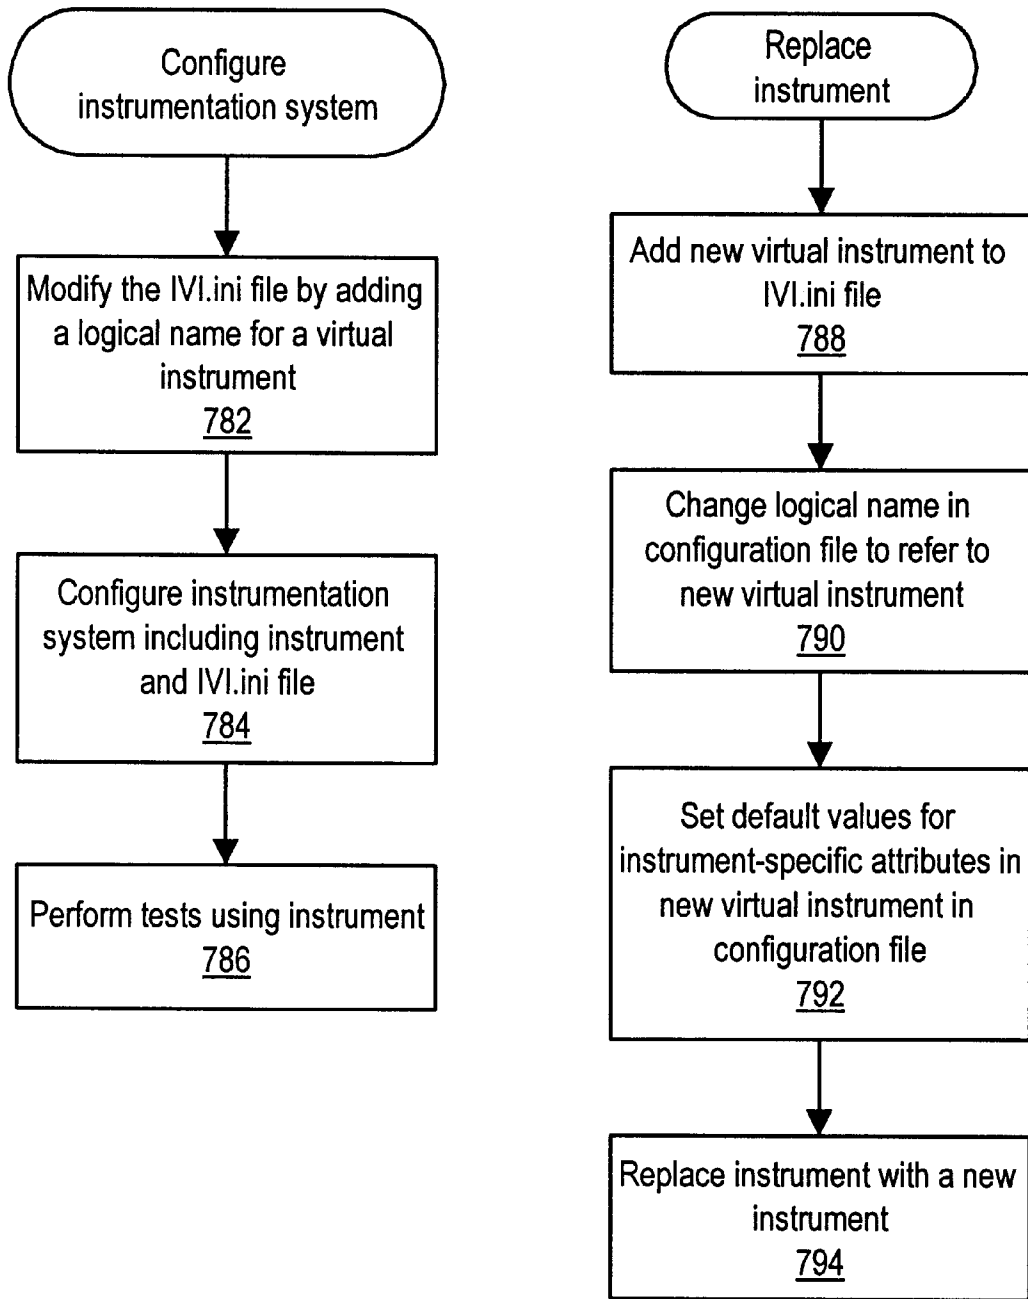 Configure
instrumentation system
Modify the IVI.ini file by adding
a logical name for a virtual
instrument
782
Configure instrumentation
system including instrument
and IVI.ini file
784
Perform tests using instrument
786
Replace
instrument
Add new virtual instrument to
IVI.ini file
788
Change logical name in
configuration file to refer to
new virtual instrument
790
Set default values for
instrument-specific attributes in
new virtual instrument in
configuration file
792
Replace instrument with a new
instrument
794